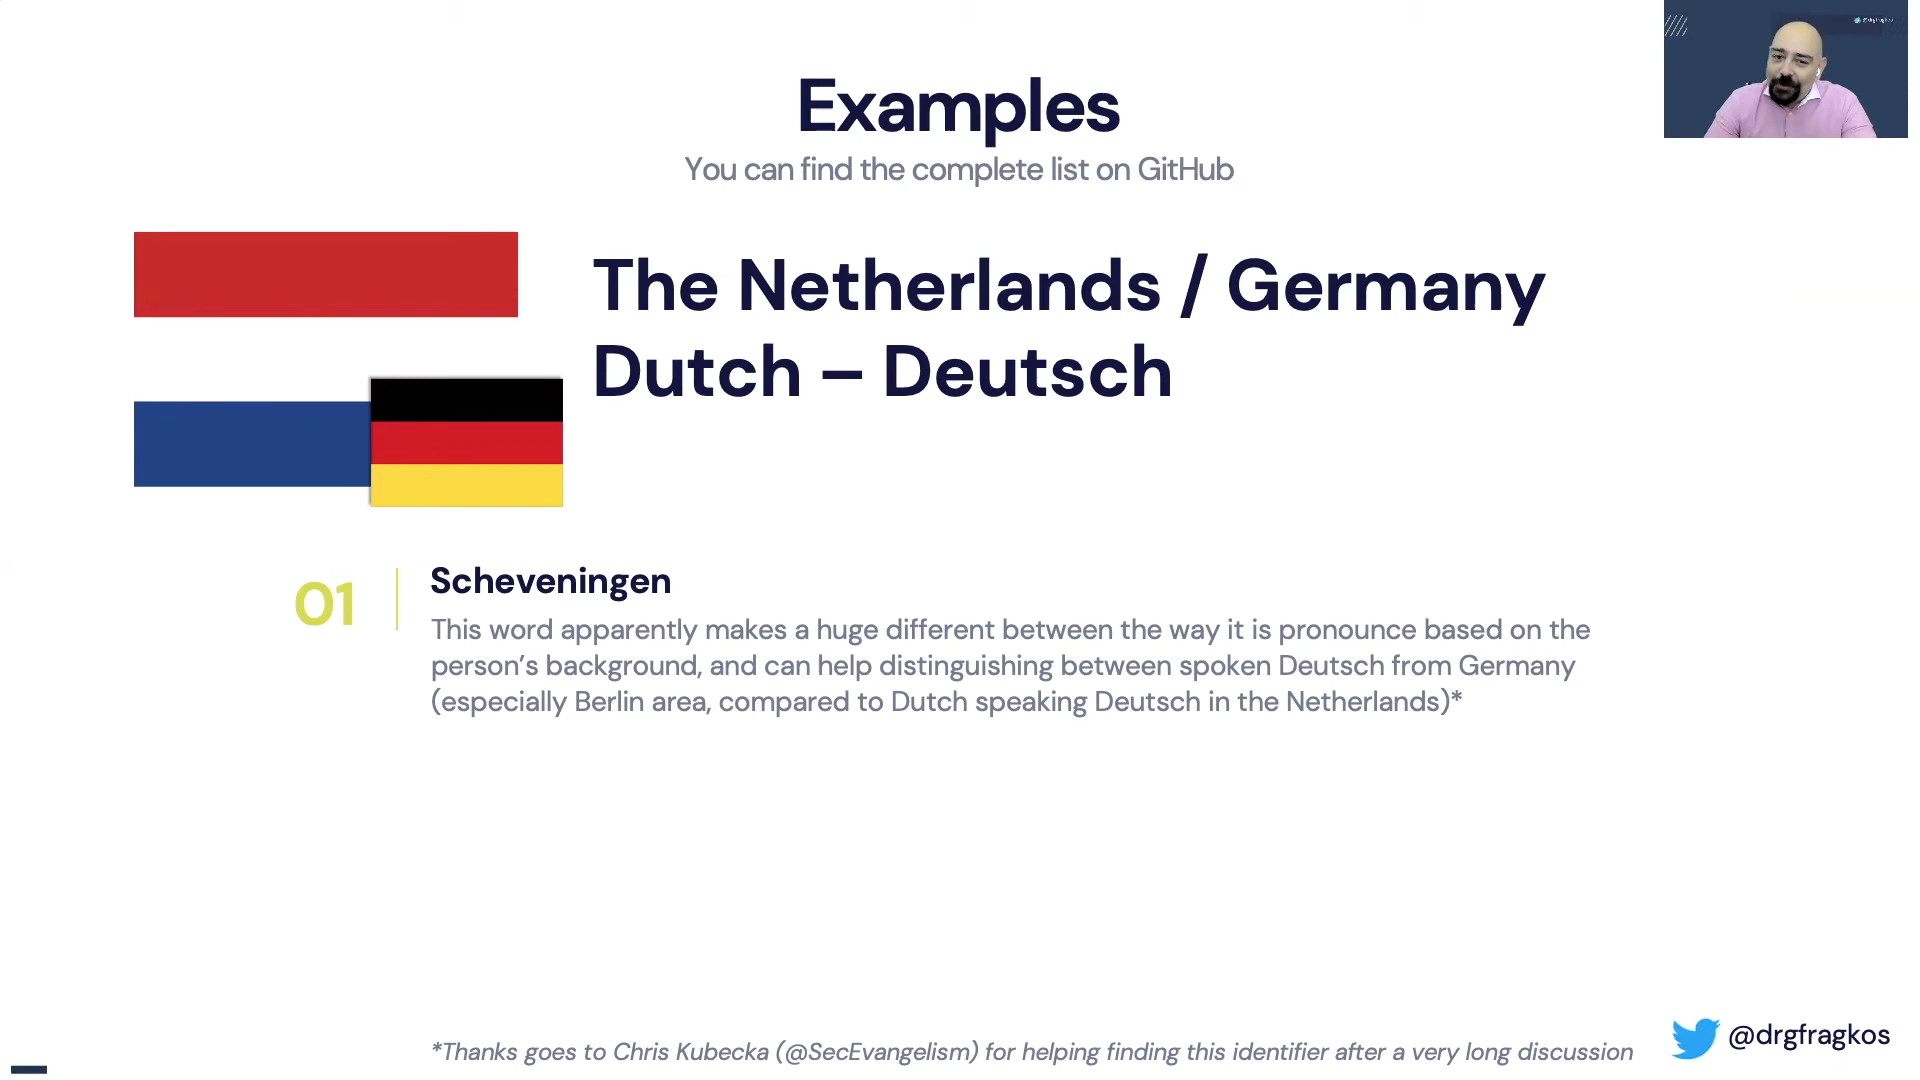 Examples
You can find the complete list on GitHub
The Netherlands / Germany
Dutch – Deutsch
01
Scheveningen
This word apparently makes a huge different between the way it is pronounce based on the
person’s background, and can help distinguishing between spoken Deutsch from Germany
(especially Berlin area, compared to Dutch speaking Deutsch in the Netherlands)*
*Thanks goes to Chris Kubecka (@SecEvangelism) for helping finding this identifier after a very long discussion
@drgfragkos